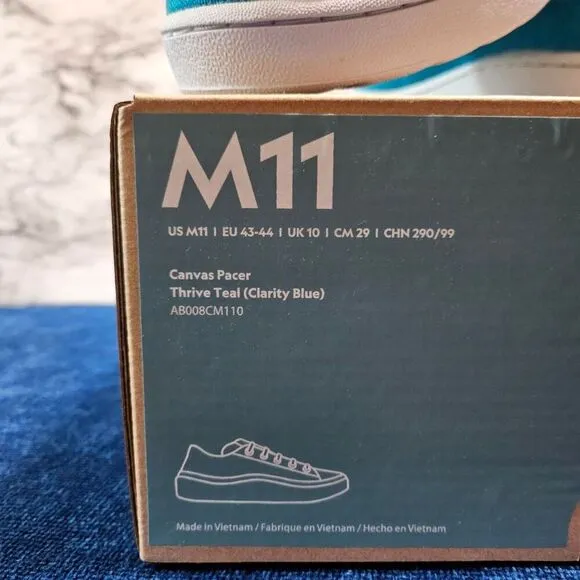 M11
US M11 | EU 43-44 | UK 10 | CM 29 | CHN 290/99
Canvas Pacer
Thrive Teal (Clarity Blue)
AB008CM110
Made in Vietnam / Fabrique en Vietnam / Hecho en Vietnam